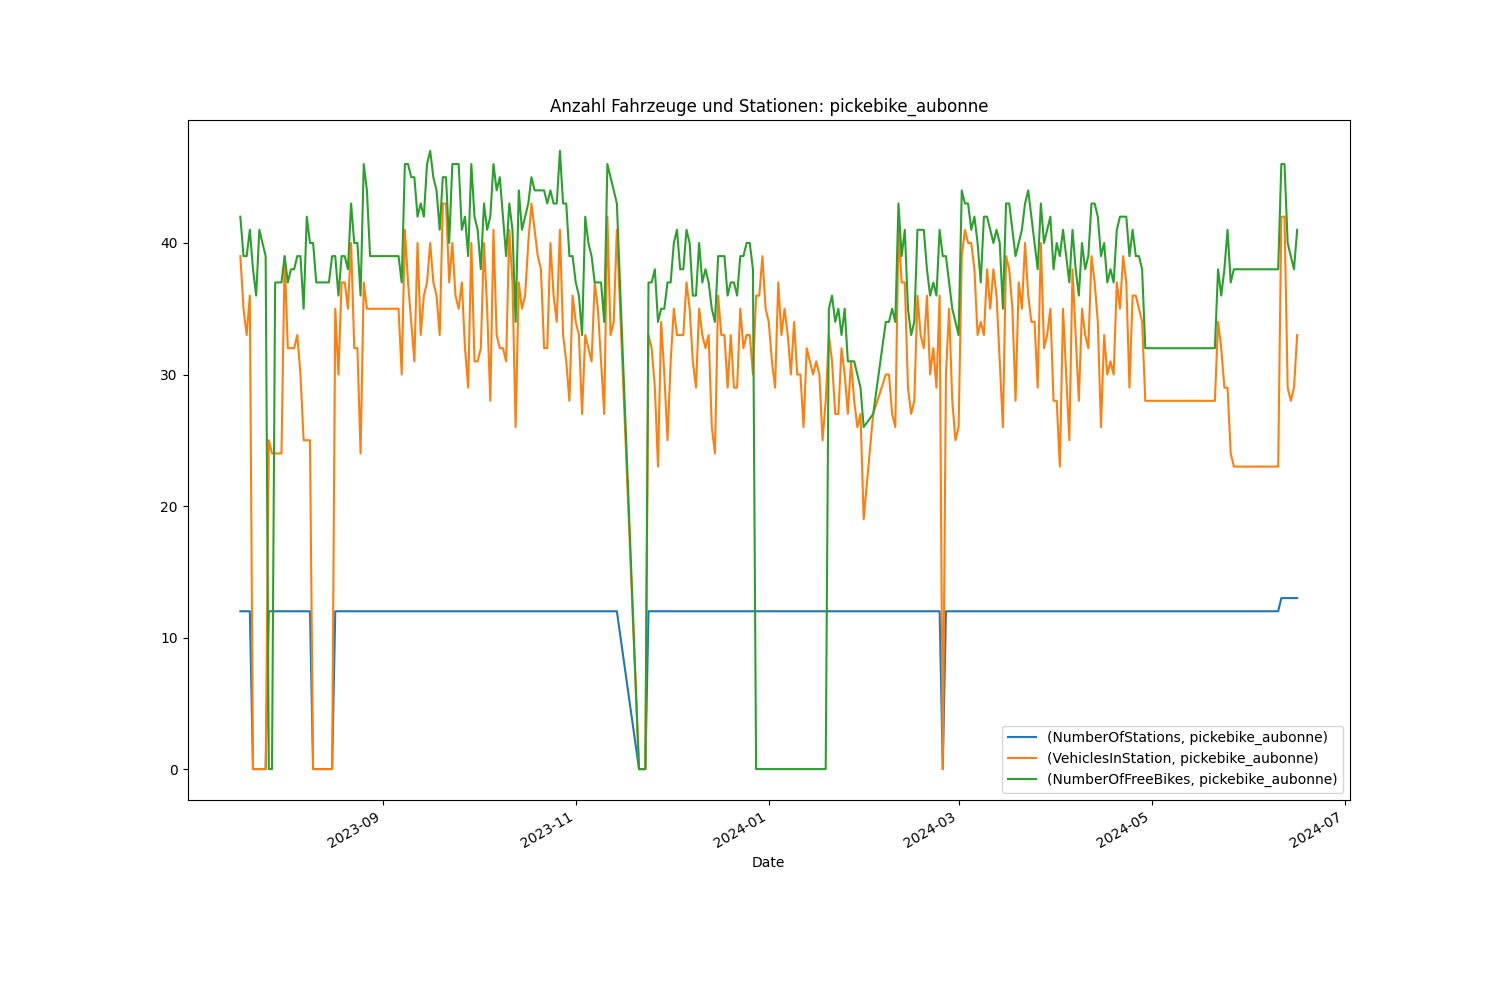 Anzahl Fahrzeuge und Stationen: pickebike_aubonne
40
30
20
10
0
(NumberOfStations, pickebike_aubonne)
(VehiclesInStation, pickebike_aubonne)
(NumberOfFreeBikes, pickebike_aubonne)
2023-09
2023-11
2024-01
2024-03
2024-05
2024-07
Date